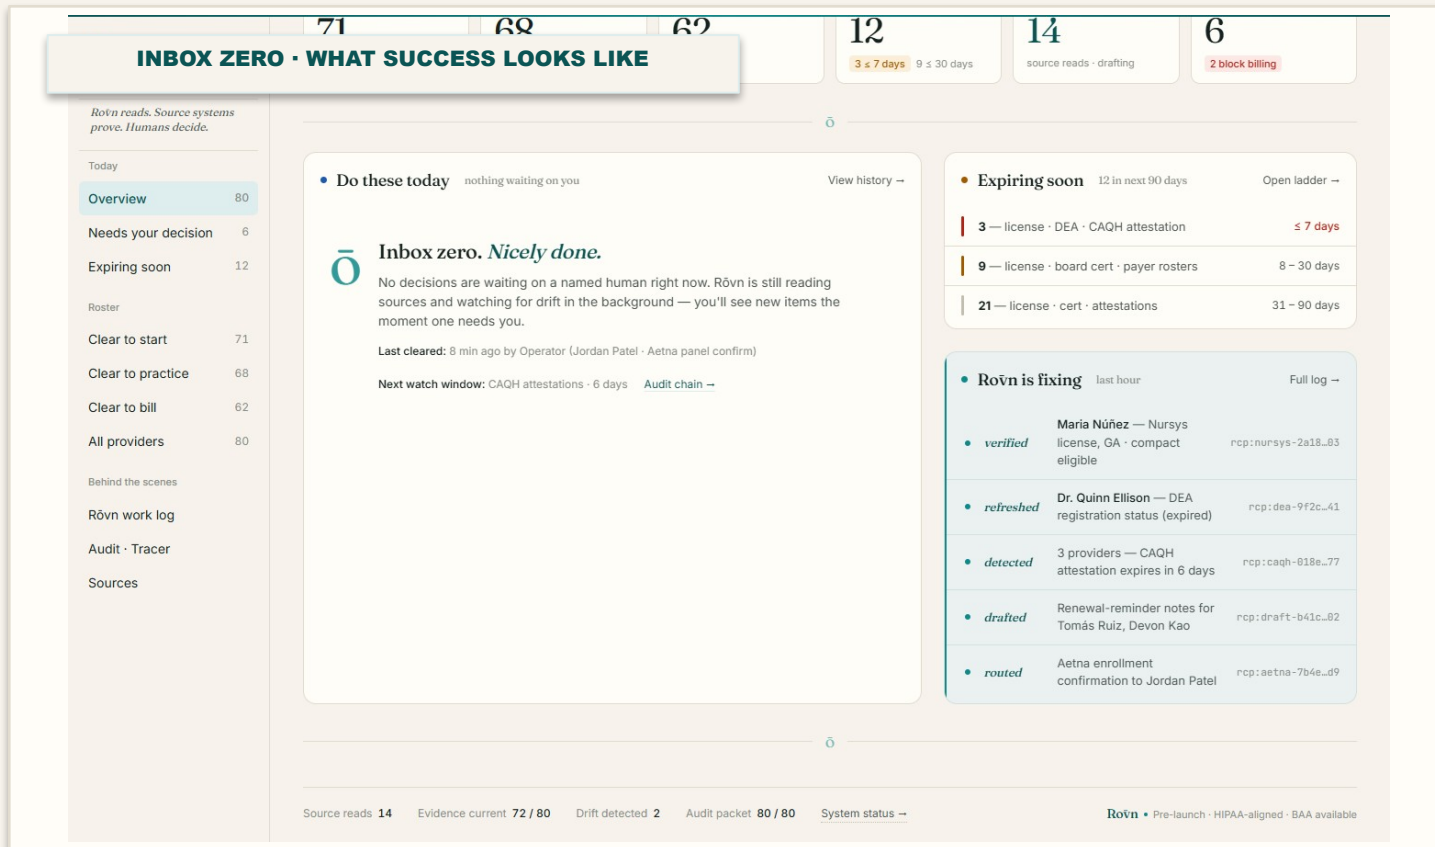 71
68
62
12
14
6
3 ≤ 7 days 9 ≤ 30 days
source reads · drafting
2 block billing
INBOX ZERO · WHAT SUCCESS LOOKS LIKE
Rōvn reads. Source systems
prove. Humans decide.
Today
Overview 80
Needs your decision 6
Expiring soon 12
Roster
Clear to start 71
Clear to practice 68
Clear to bill 62
All providers 80
Behind the scenes
Rōvn work log
Audit · Tracer
Sources
ō
Do these today nothing waiting on you View history →
ō
Inbox zero. Nicely done.
No decisions are waiting on a named human right now. Rōvn is still reading
sources and watching for drift in the background — you'll see new items the
moment one needs you.
Last cleared: 8 min ago by Operator (Jordan Patel · Aetna panel confirm)
Next watch window: CAQH attestations · 6 days Audit chain →
Expiring soon 12 in next 90 days Open ladder →
3 — license · DEA · CAQH attestation ≤ 7 days
9 — license · board cert · payer rosters 8 – 30 days
21 — license · cert · attestations 31 – 90 days
Rōvn is fixing last hour Full log →
verified
Maria Núñez — Nursys
license, GA · compact
eligible
rcp:nursys-2a18…03
refreshed
Dr. Quinn Ellison — DEA
registration status (expired)
rcp:dea-9f2c…41
detected
3 providers — CAQH
attestation expires in 6 days
rcp:caqh-018e…77
drafted
Renewal-reminder notes for
Tomás Ruiz, Devon Kao
rcp:draft-b41c…02
routed
Aetna enrollment
confirmation to Jordan Patel
rcp:aetna-7b4e…d9
ō
Source reads 14 Evidence current 72 / 80 Drift detected 2 Audit packet 80 / 80 System status →
Rōvn • Pre-launch · HIPAA-aligned · BAA available